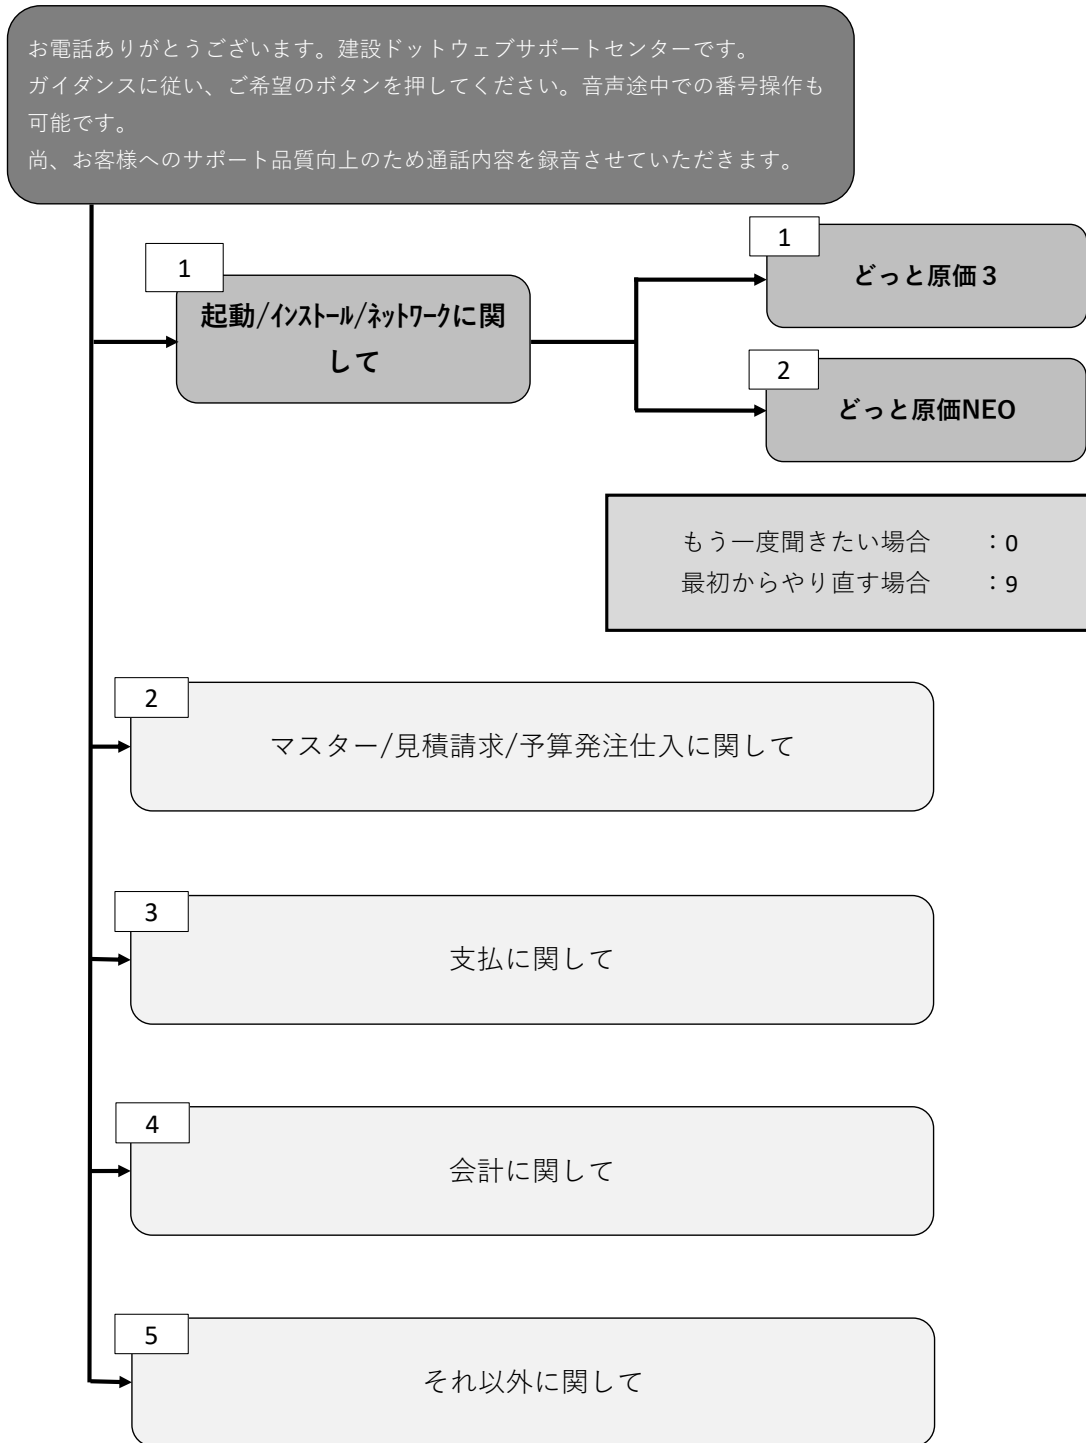 お電話ありがとうございます。建設ドットウェブサポートセンターです。
ガイダンスに従い、ご希望のボタンを押してください。音声途中での番号操作も
可能です。
尚、お客様へのサポート品質向上のため通話内容を録音させていただきます。
1
起動/ｲﾝｽﾄｰﾙ/ﾈｯﾄﾜｰｸに関
して
1
どっと原価３
2
どっと原価NEO
もう一度聞きたい場合　　：0
最初からやり直す場合　　：9
2
マスター/見積請求/予算発注仕入に関して
3
支払に関して
4
会計に関して
5
それ以外に関して